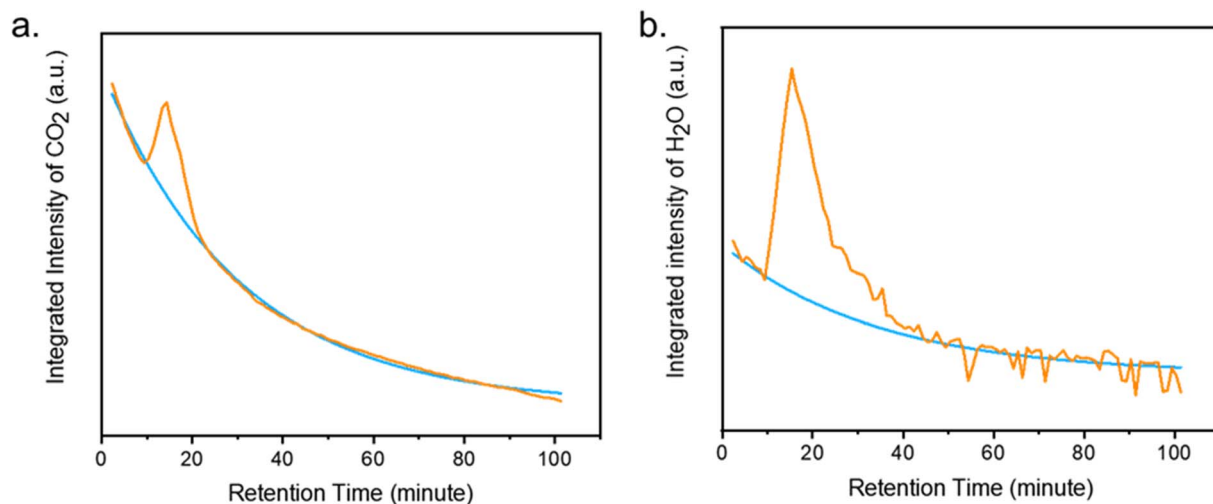 a.
Integrated Intensity of CO2 (a.u.)
0 20 40 60 80 100
Retention Time (minute)
b.
Integrated intensity of H2O (a.u.)
0 20 40 60 80 100
Retention Time (minute)